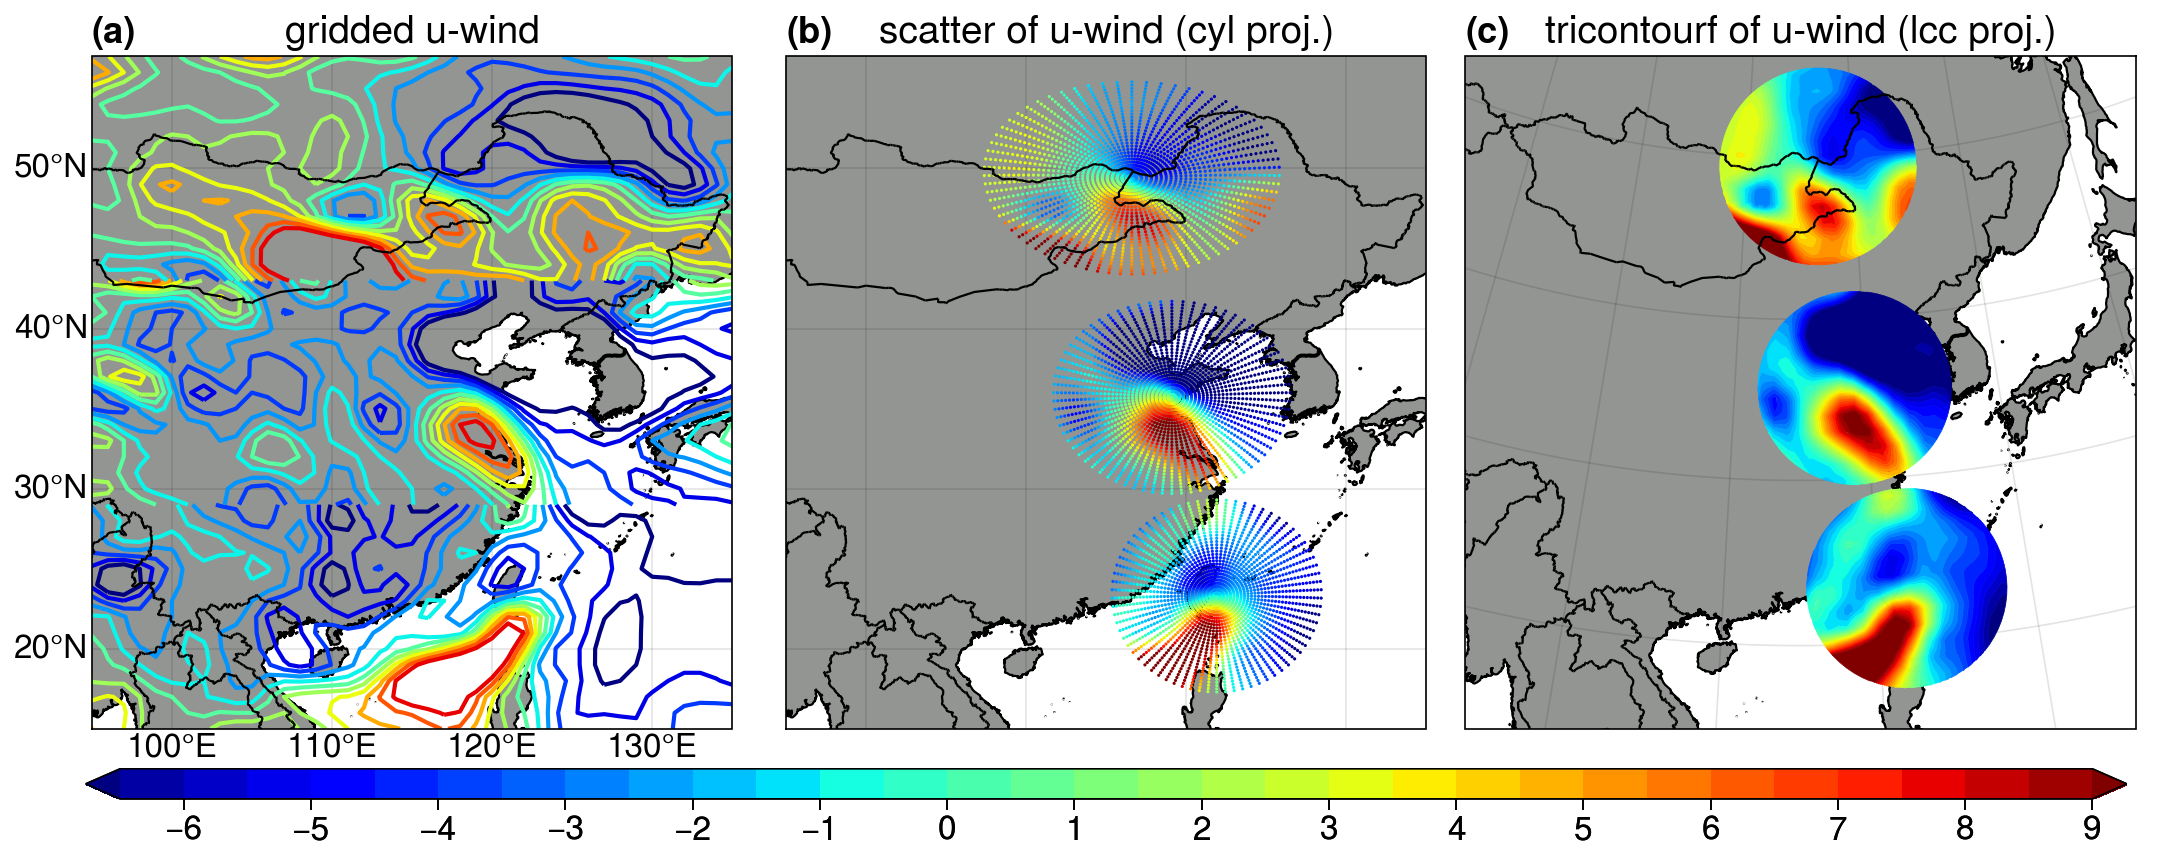 (a) gridded u-wind
(b) scatter of u-wind (cyl proj.)
(c) tricontourf of u-wind (lcc proj.)
50°N
40°N
30°N
20°N
100°E 110°E 120°E 130°E
−6 −5 −4 −3 −2 −1 0 1 2 3 4 5 6 7 8 9